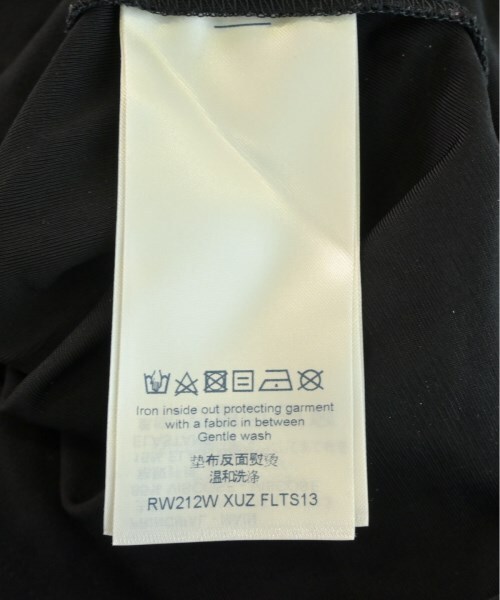 Iron inside out protecting garment
with a fabric in between
Gentle wash
垫布反面熨烫
温和洗涤
RW212W XUZ FLTS13